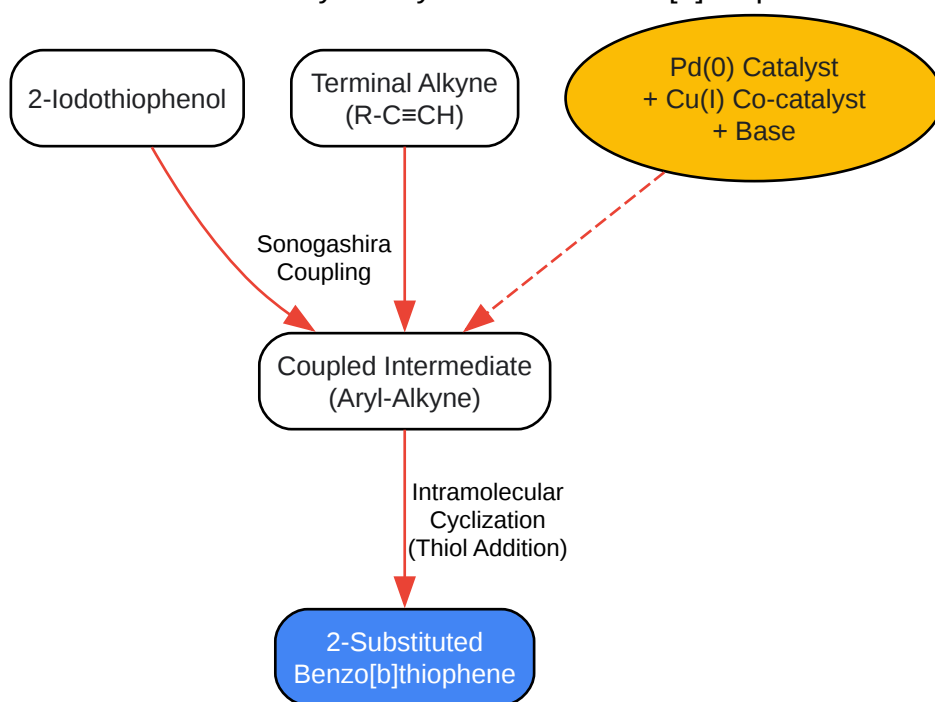 2-Iodothiophenol
Terminal Alkyne
(R-C≡CH)
Pd(0) Catalyst
+ Cu(I) Co-catalyst
+ Base
Sonogashira
Coupling
Coupled Intermediate
(Aryl-Alkyne)
Intramolecular
Cyclization
(Thiol Addition)
2-Substituted
Benzo[b]thiophene